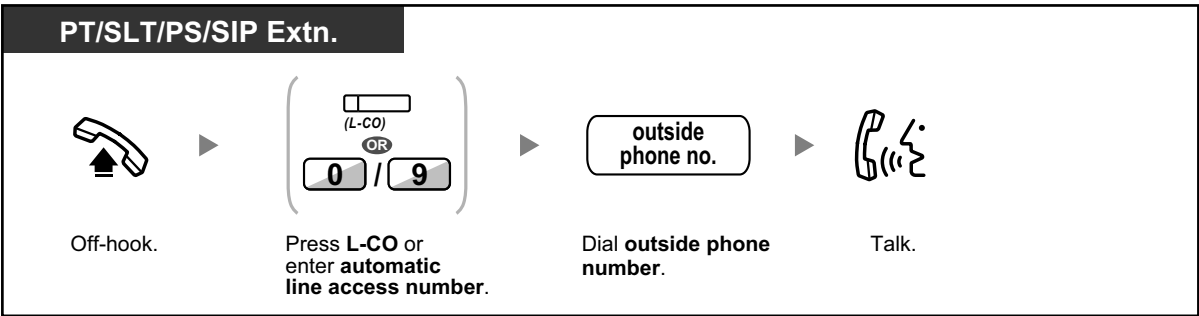 PT/SLT/PS/SIP Extn.
(L-CO)
OR
0 / 9
outside
phone no.
Off-hook.
Press L-CO or
enter automatic
line access number.
Dial outside phone
number.
Talk.